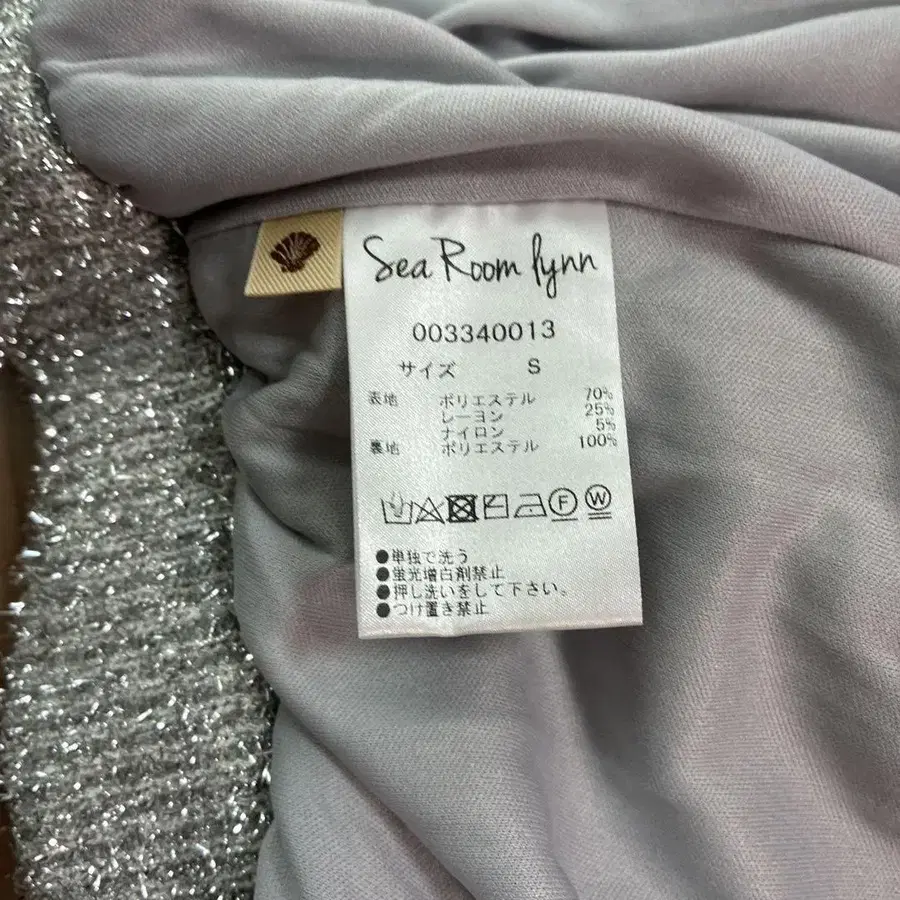 Sea Room lynn
003340013
サイズ S
表地 ポリエステル 70%
レーヨン 25%
ナイロン 5%
裏地 ポリエステル 100%
F W
●単独で洗う
●蛍光増白剤禁止
●押し洗いをして下さい。
●つけ置き禁止